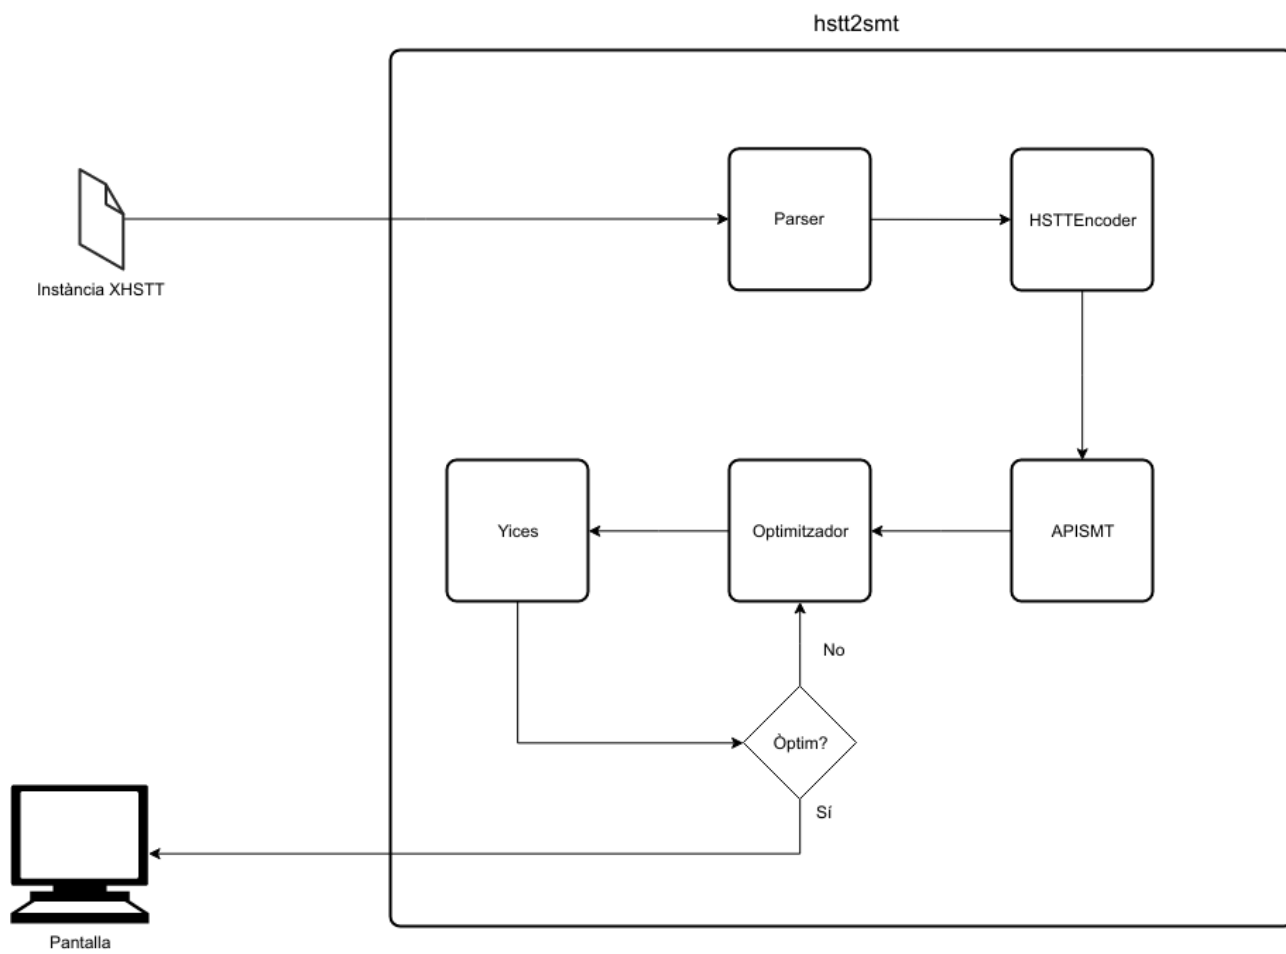 hstt2smt
Parser
HSTTEncoder
Instància XHSTT
Yices
Optimitzador
APISMT
No
Òptim?
Sí
Pantalla